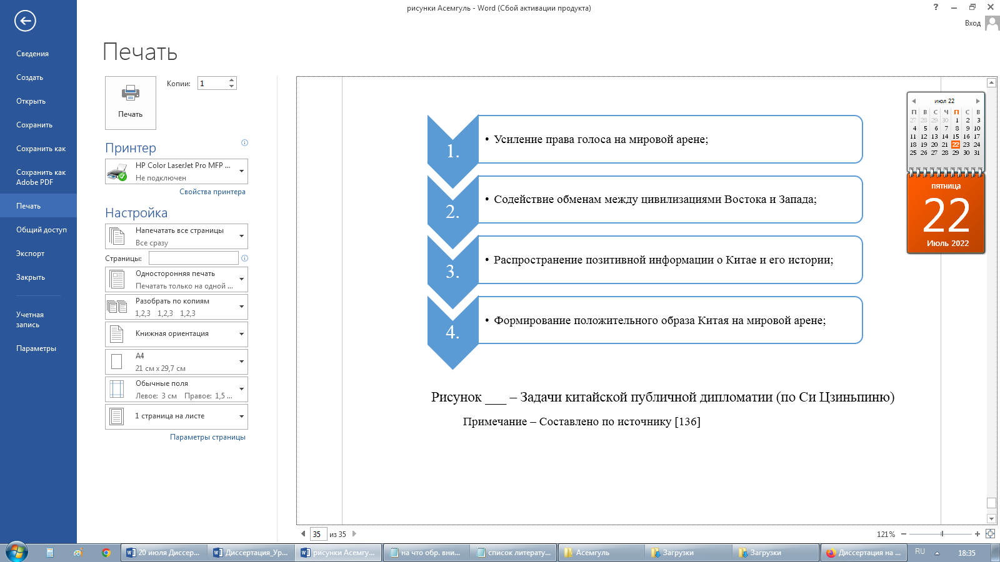 рисунки Асемгуль - Word (Сбой активации продукта)
?
Вход
Сведения
Создать
Открыть
Сохранить
Сохранить как
Сохранить как
Adobe PDF
Печать
Общий доступ
Экспорт
Закрыть
Учетная
запись
Параметры
Печать
Печать
Копии: 1
Принтер
HP Color LaserJet Pro MFP ...
Не подключен
Свойства принтера
Настройка
Напечатать все страницы
Все сразу
Страницы:
Односторонняя печать
Печатать только на одной ...
Разобрать по копиям
1,2,3 1,2,3 1,2,3
Книжная ориентация
A4
21 см x 29,7 см
Обычные поля
Левое: 3 см Правое: 1,5 ...
1 страница на листе
Параметры страницы
1.
• Усиление права голоса на мировой арене;
2.
• Содействие обменам между цивилизациями Востока и Запада;
3.
• Распространение позитивной информации о Китае и его истории;
4.
• Формирование положительного образа Китая на мировой арене;
Рисунок ___ – Задачи китайской публичной дипломатии (по Си Цзиньпиню)
Примечание – Составлено по источнику [136]
июл 22
П В С Ч П С В
27 28 29 30 1 2 3
4 5 6 7 8 9 10
11 12 13 14 15 16 17
18 19 20 21 22 23 24
25 26 27 28 29 30 31
пятница
22
Июль 2022
35 из 35
121%
20 июля Диссер...
Диссертация_Ур...
рисунки Асемгу...
на что обр. вни...
список литерату...
Асемгуль
Загрузки
Загрузки
Диссертация на ...
RU
18:35